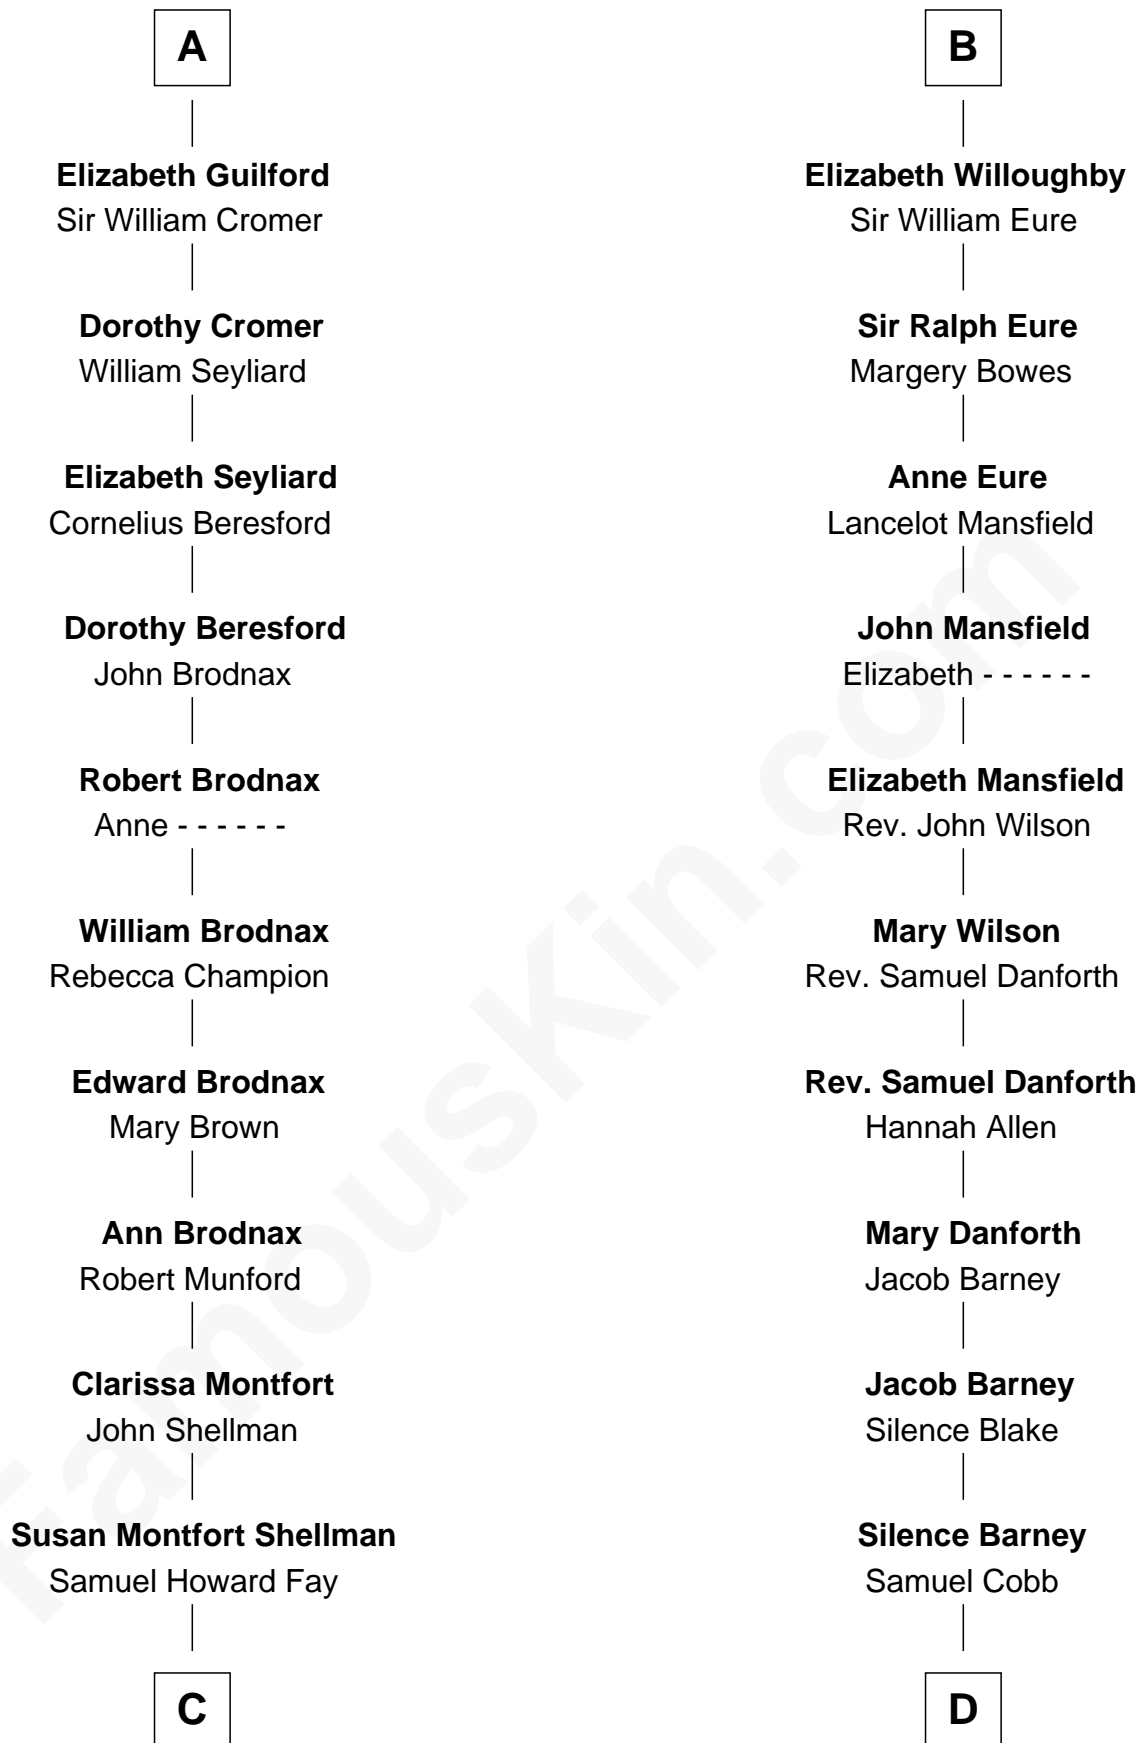 A
Elizabeth Guilford
Sir William Cromer
Dorothy Cromer
William Seyliard
Elizabeth Seyliard
Cornelius Beresford
Dorothy Beresford
John Brodnax
Robert Brodnax
Anne - - - - - -
William Brodnax
Rebecca Champion
Edward Brodnax
Mary Brown
Ann Brodnax
Robert Munford
Clarissa Montfort
John Shellman
Susan Montfort Shellman
Samuel Howard Fay
C
B
Elizabeth Willoughby
Sir William Eure
Sir Ralph Eure
Margery Bowes
Anne Eure
Lancelot Mansfield
John Mansfield
Elizabeth - - - - - -
Elizabeth Mansfield
Rev. John Wilson
Mary Wilson
Rev. Samuel Danforth
Rev. Samuel Danforth
Hannah Allen
Mary Danforth
Jacob Barney
Jacob Barney
Silence Blake
Silence Barney
Samuel Cobb
D
FamousKin.com